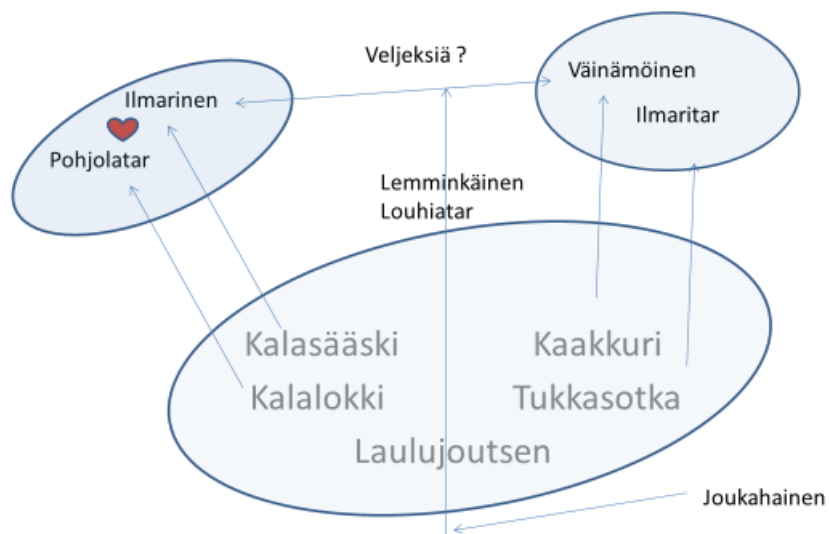 Veljeksiä ?
Ilmarinen
Pohjolatar
Väinämöinen
Ilmaritar
Lemminkäinen
Louhiatar
Kalasääski
Kaakkuri
Kalalokki
Tukkasotka
Laulujoutsen
Joukahainen